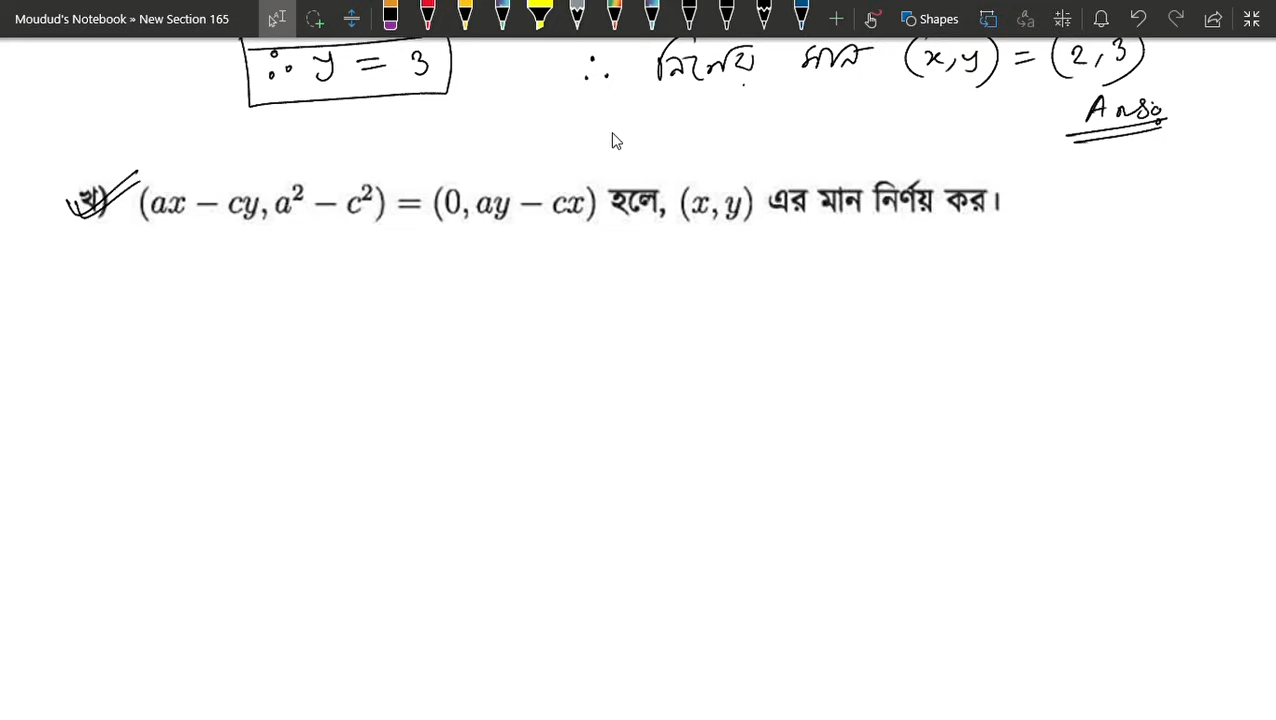 Moudud's Notebook » New Section 165
Shapes
∴ y = 3
∴ নির্ণেয় মান (x, y) = (2, 3)
Ans:
খ) (ax − cy, a² − c²) = (0, ay − cx) হলে, (x, y) এর মান নির্ণয় কর।